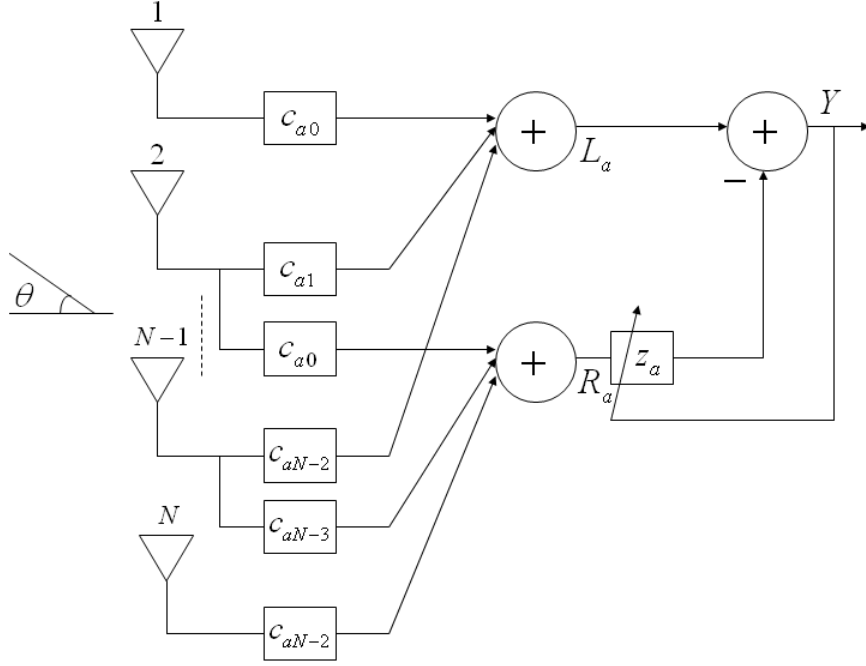 1
c_{a0}
+
L_a
+
Y
−
2
c_{a1}
θ
N−1
c_{a0}
+
R_a
z_a
c_{aN−2}
c_{aN−3}
N
c_{aN−2}